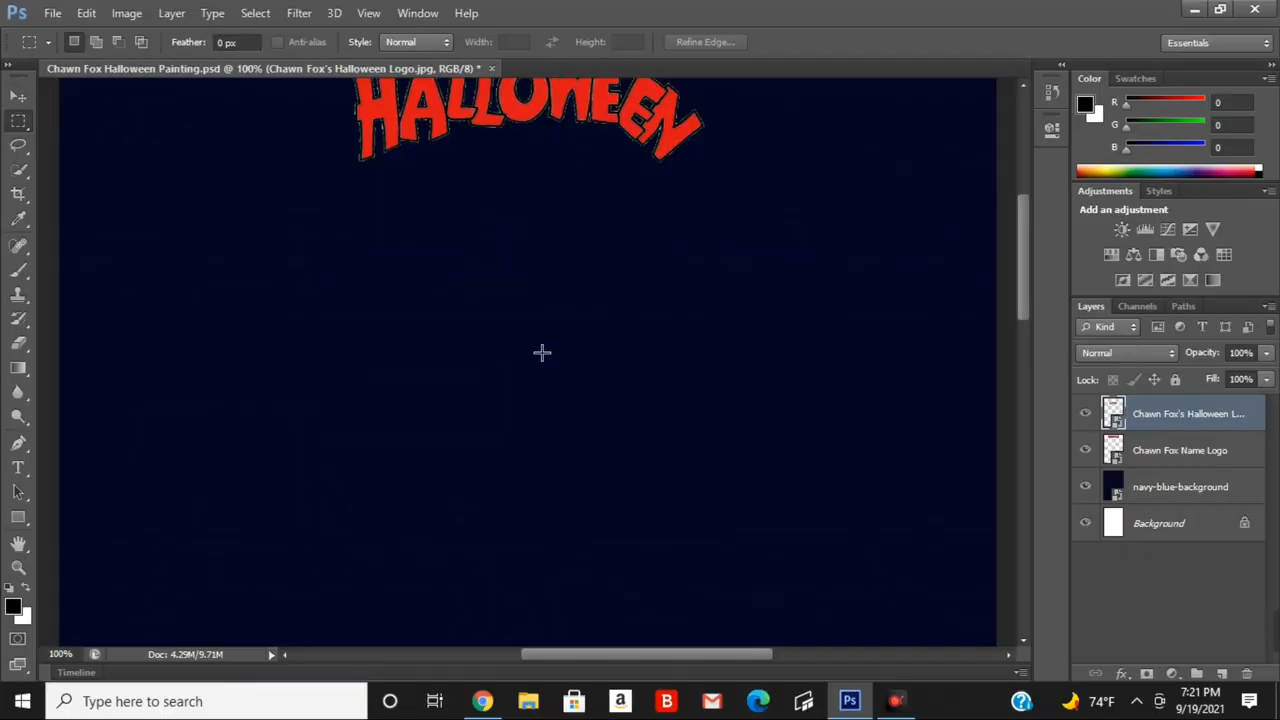 Ps File Edit Image Layer Type Select Filter 3D View Window Help
Feather: 0 px Anti-alias Style: Normal Width: Height: Refine Edge... Essentials
Chawn Fox Halloween Painting.psd @ 100% (Chawn Fox's Halloween Logo.jpg, RGB/8) *
HALLOWEEN
Color Swatches
R 0
G 0
B 0
Adjustments Styles
Add an adjustment
Layers Channels Paths
Kind
Normal Opacity: 100%
Lock: Fill: 100%
Chawn Fox's Halloween L...
Chawn Fox Name Logo
navy-blue-background
Background
100% Doc: 4.29M/9.71M
Timeline
Type here to search
Ps
74°F
7:21 PM
9/19/2021